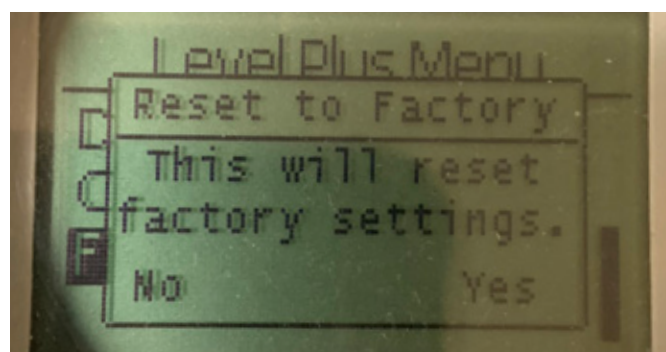 Level Plus Menu
Reset to Factory
This will reset
factory settings.
No Yes